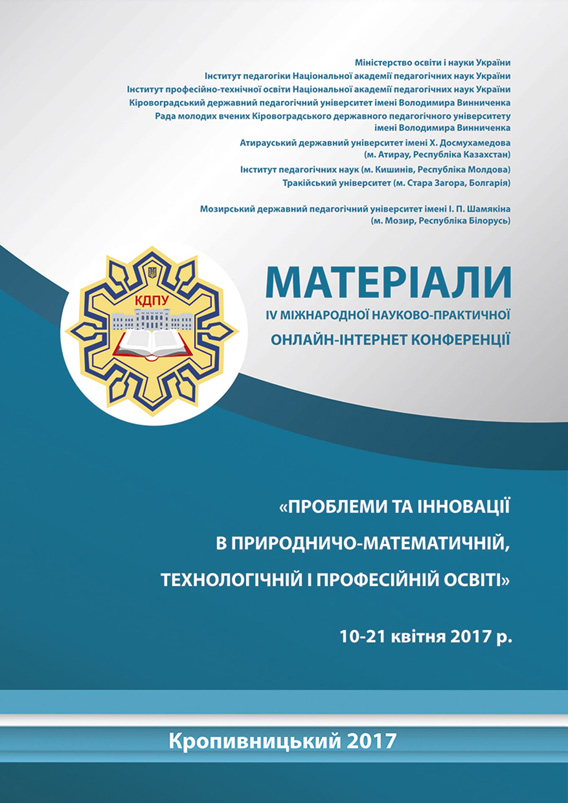 Міністерство освіти і науки України
Інститут педагогіки Національної академії педагогічних наук України
Інститут професійно-технічної освіти Національної академії педагогічних наук України
Кіровоградський державний педагогічний університет імені Володимира Винниченка
Рада молодих вчених Кіровоградського державного педагогічного університету
імені Володимира Винниченка
Атирауський державний університет імені Х. Досмухамедова
(м. Атирау, Республіка Казахстан)
Інститут педагогічних наук (м. Кишинів, Республика Молдова)
Тракійський університет (м. Стара Загора, Болгарія)
Мозирський державний педагогічний університет імені І. П. Шамякіна
(м. Мозир, Республіка Білорусь)
КДПУ
МАТЕРІАЛИ
IV МІЖНАРОДНОЇ НАУКОВО-ПРАКТИЧНОЇ
ОНЛАЙН-ІНТЕРНЕТ КОНФЕРЕНЦІЇ
«ПРОБЛЕМИ ТА ІННОВАЦІЇ
В ПРИРОДНИЧО-МАТЕМАТИЧНІЙ,
ТЕХНОЛОГІЧНІЙ І ПРОФЕСІЙНІЙ ОСВІТІ»
10-21 квітня 2017 р.
Кропивницький 2017